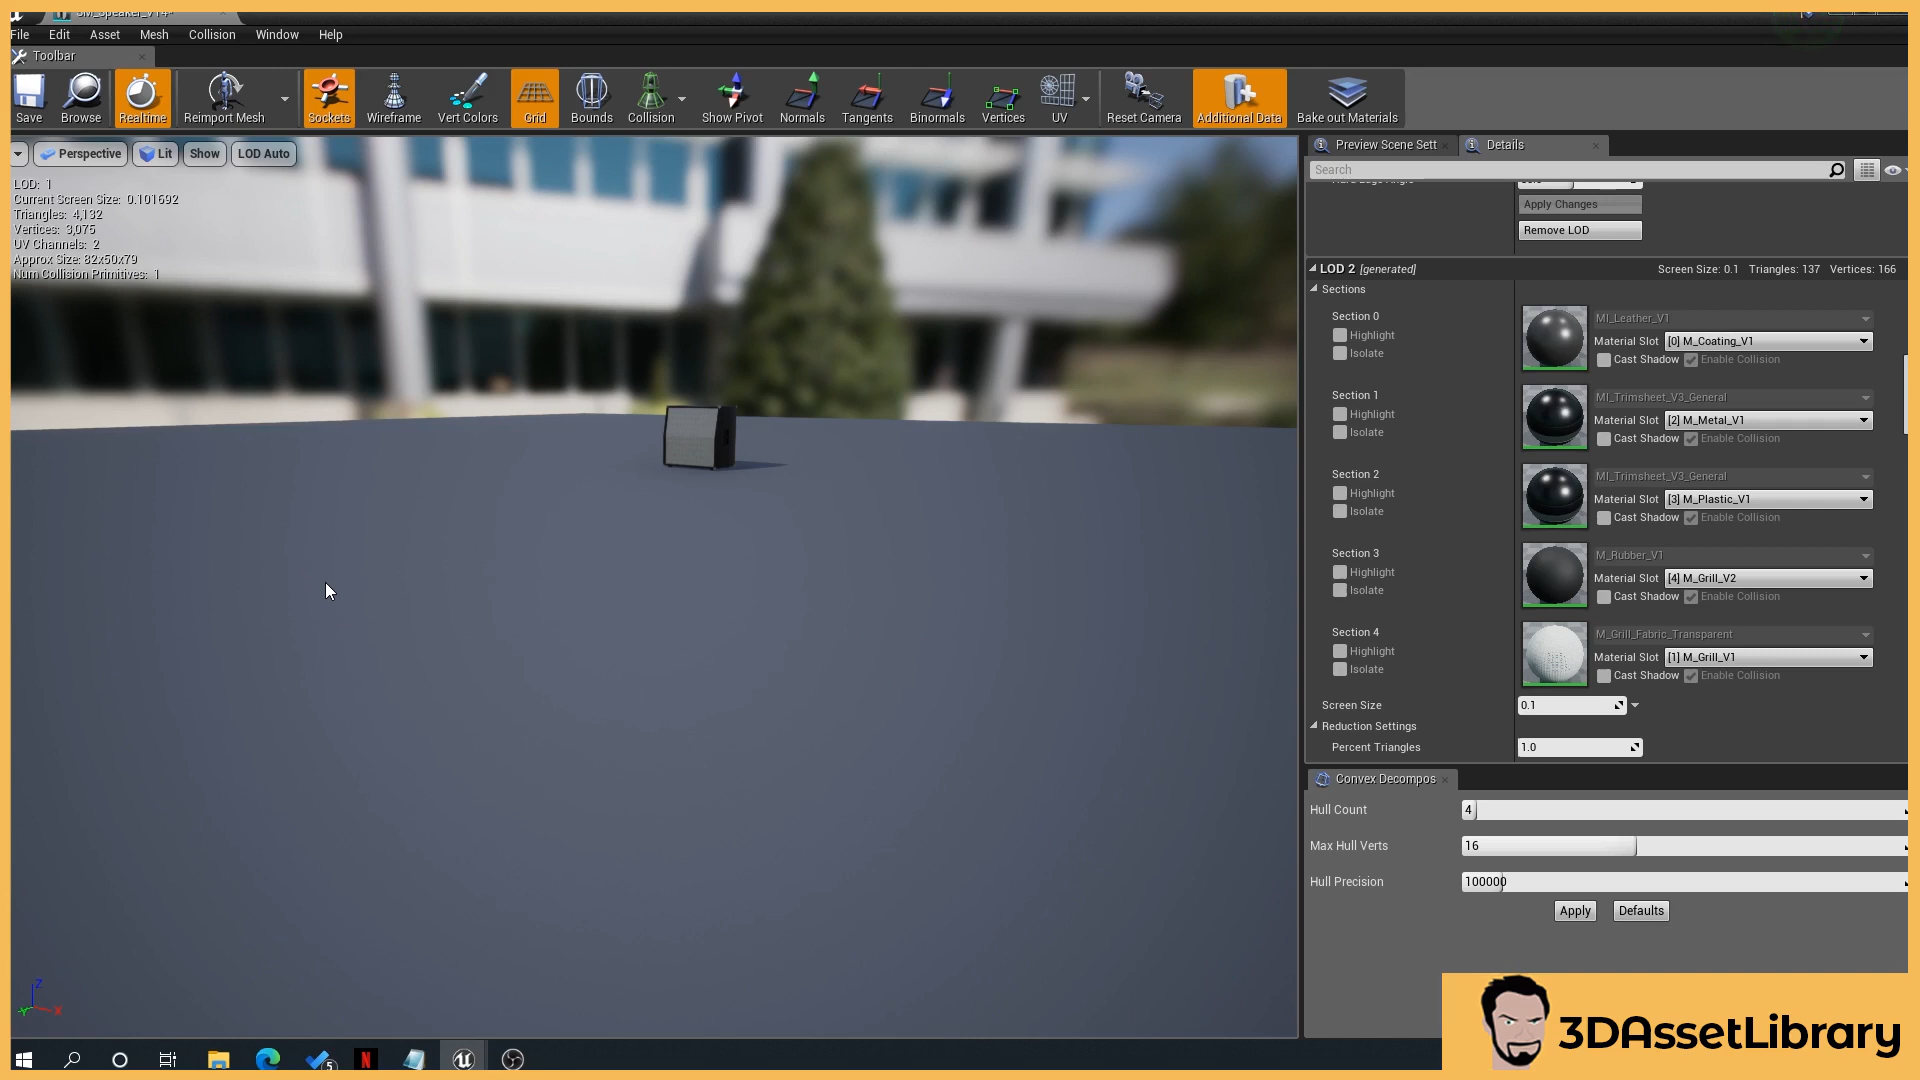 SM_Speaker_V14*
File Edit Asset Mesh Collision Window Help
Toolbar
Save Browse Realtime Reimport Mesh Sockets Wireframe Vert Colors Grid Bounds Collision Show Pivot Normals Tangents Binormals Vertices UV Reset Camera Additional Data Bake out Materials
Perspective Lit Show LOD Auto
LOD: 1
Current Screen Size: 0.101692
Triangles: 4,132
Vertices: 3,075
UV Channels: 2
Approx Size: 82x50x79
Num Collision Primitives: 1
Z
Y
X
Preview Scene Sett Details
Search
Apply Changes
Remove LOD
LOD 2 [generated] Screen Size: 0.1 Triangles: 137 Vertices: 166
Sections
Section 0
Highlight
Isolate
MI_Leather_V1
Material Slot [0] M_Coating_V1
Cast Shadow Enable Collision
Section 1
Highlight
Isolate
MI_Trimsheet_V3_General
Material Slot [2] M_Metal_V1
Cast Shadow Enable Collision
Section 2
Highlight
Isolate
MI_Trimsheet_V3_General
Material Slot [3] M_Plastic_V1
Cast Shadow Enable Collision
Section 3
Highlight
Isolate
M_Rubber_V1
Material Slot [4] M_Grill_V2
Cast Shadow Enable Collision
Section 4
Highlight
Isolate
M_Grill_Fabric_Transparent
Material Slot [1] M_Grill_V1
Cast Shadow Enable Collision
Screen Size 0.1
Reduction Settings
Percent Triangles 1.0
Convex Decompos
Hull Count 4
Max Hull Verts 16
Hull Precision 100000
Apply Defaults
3DAssetLibrary
5
N